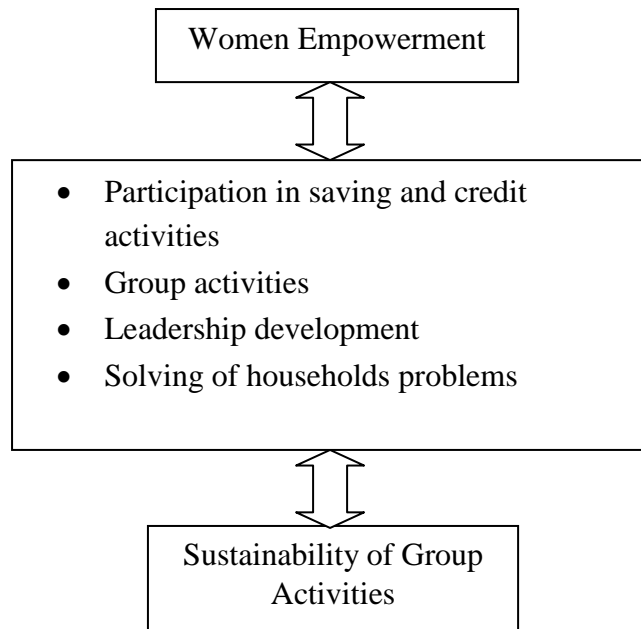 Women Empowerment
• Participation in saving and credit
activities
• Group activities
• Leadership development
• Solving of households problems
Sustainability of Group
Activities